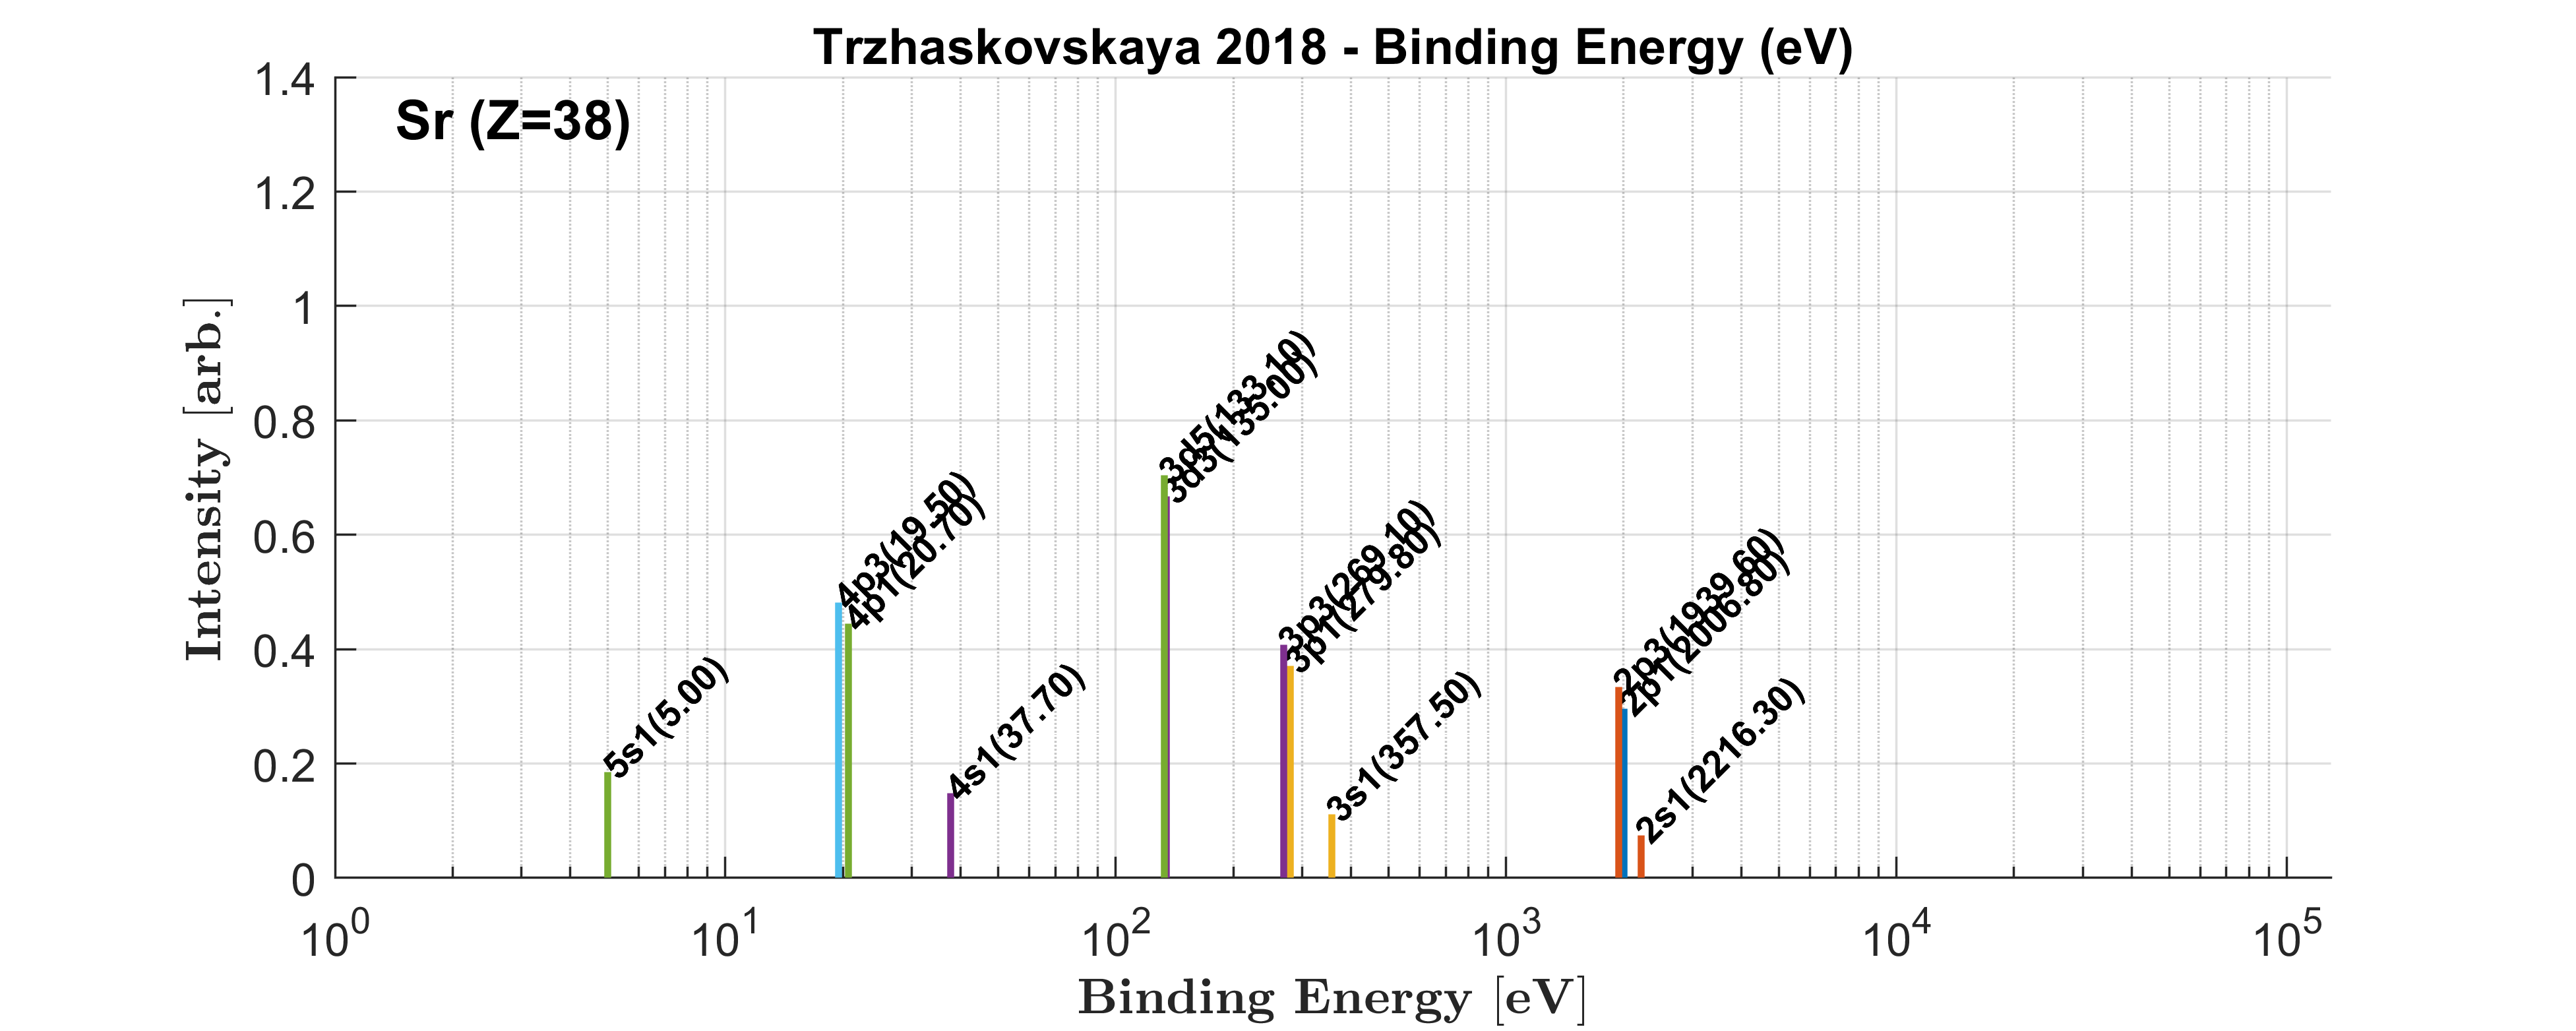 Trzhaskovskaya 2018 - Binding Energy (eV)
Sr (Z=38)
Intensity [arb.]
1.4
1.2
1
0.8
0.6
0.4
0.2
0
5s1(5.00)
4p3(19.50)
4p1(20.70)
4s1(37.70)
3d5(133.10)
3d3(135.00)
3p3(269.10)
3p1(279.80)
3s1(357.50)
2p3(1939.60)
2p1(2006.80)
2s1(2216.30)
10^0 10^1 10^2 10^3 10^4 10^5
Binding Energy [eV]